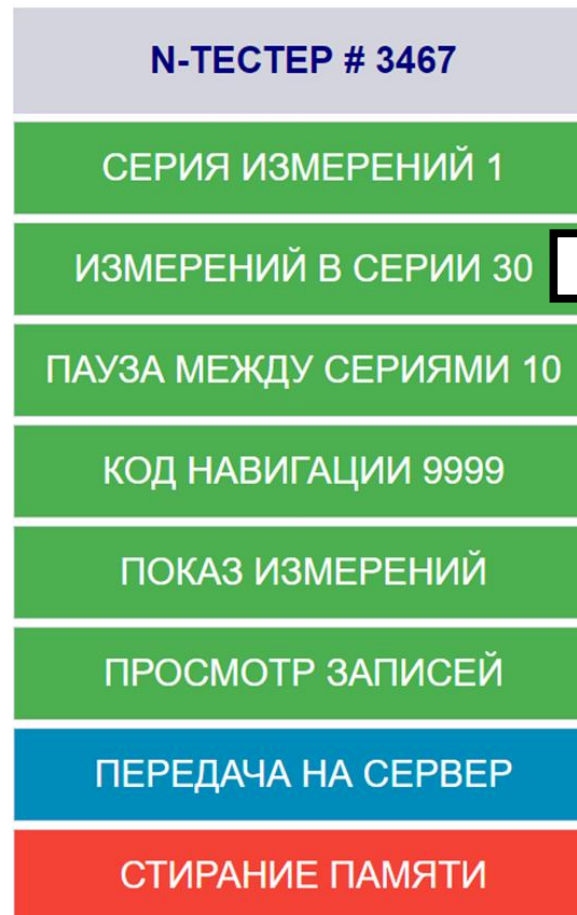 N-ТЕСТЕР # 3467
СЕРИЯ ИЗМЕРЕНИЙ 1
ИЗМЕРЕНИЙ В СЕРИИ 30
ПАУЗА МЕЖДУ СЕРИЯМИ 10
КОД НАВИГАЦИИ 9999
ПОКАЗ ИЗМЕРЕНИЙ
ПРОСМОТР ЗАПИСЕЙ
ПЕРЕДАЧА НА СЕРВЕР
СТИРАНИЕ ПАМЯТИ